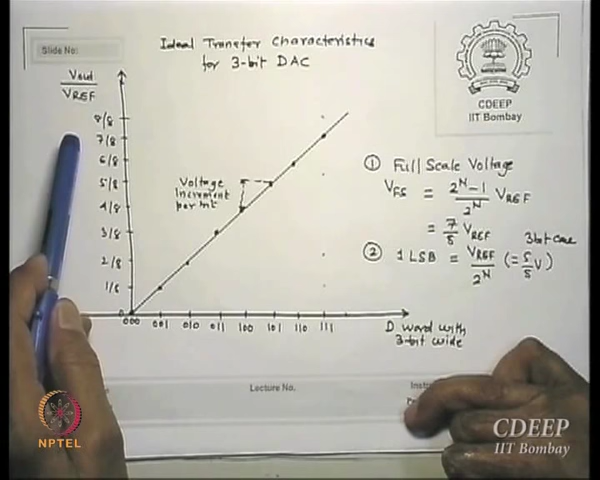 Slide No:
Ideal Transfer Characteristics
for 3-bit DAC
CDEEP
IIT Bombay
Vout
VREF
8/8
7/8
6/8
5/8
4/8
3/8
2/8
1/8
0
000 001 010 011 100 101 110 111
D word with
3-bit wide
Voltage
increment
per bit
① Full Scale Voltage
VFS = 2^N-1 / 2^N VREF
= 7/8 VREF
3 bit case
② 1 LSB = VREF / 2^N (= 5/8 V)
Lecture No.
Inst
NPTEL
CDEEP
IIT Bombay